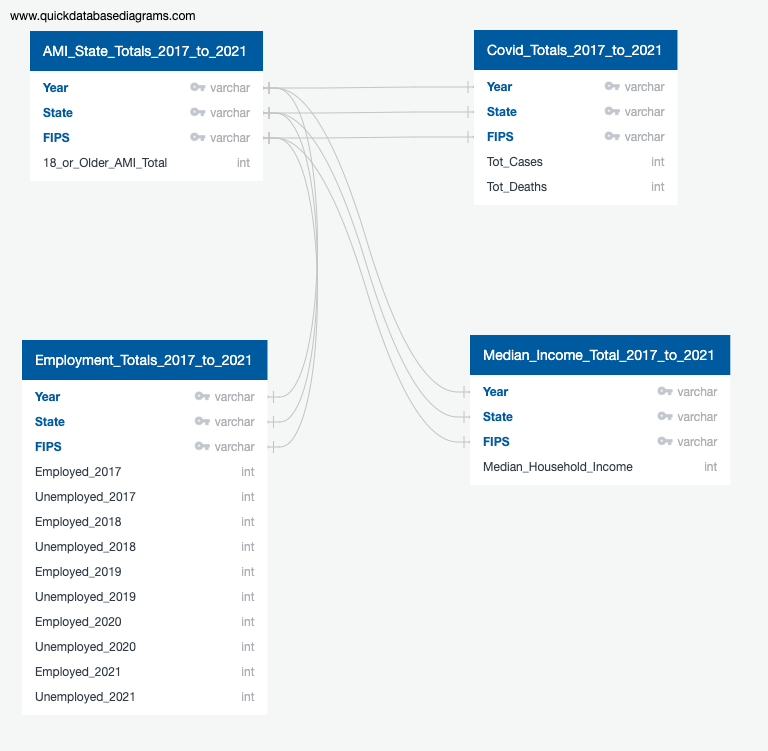 www.quickdatabasediagrams.com
AMI_State_Totals_2017_to_2021
Year varchar
State varchar
FIPS varchar
18_or_Older_AMI_Total int
Covid_Totals_2017_to_2021
Year varchar
State varchar
FIPS varchar
Tot_Cases int
Tot_Deaths int
Employment_Totals_2017_to_2021
Year varchar
State varchar
FIPS varchar
Employed_2017 int
Unemployed_2017 int
Employed_2018 int
Unemployed_2018 int
Employed_2019 int
Unemployed_2019 int
Employed_2020 int
Unemployed_2020 int
Employed_2021 int
Unemployed_2021 int
Median_Income_Total_2017_to_2021
Year varchar
State varchar
FIPS varchar
Median_Household_Income int